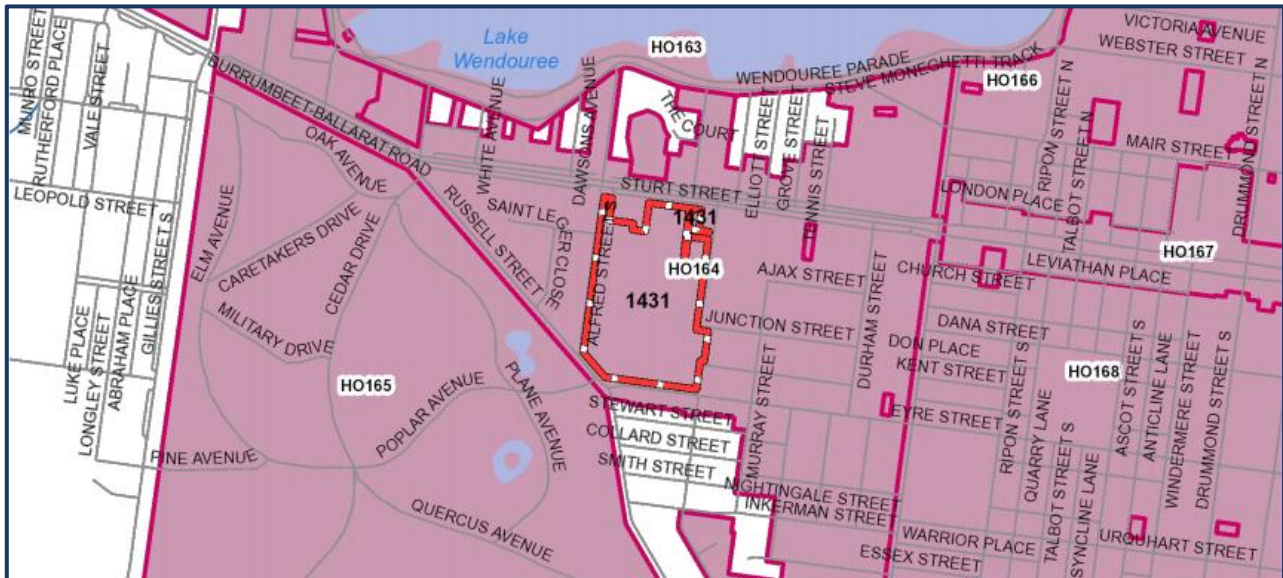 VICTORIA AVENUE
WEBSTER STREET
Lake
Wendouree
HO163
WENDOUREE PARADE
STEVE MONEGHETTI TRACK
HO166
MUNRO STREET
RUTHERFORD PLACE
VALE STREET
BURRUMBEET-BALLARAT ROAD
WHITE AVENUE
DAWSONS AVENUE
THE COURT
ELLIOTT STREET
GROVE STREET
TENNIS STREET
RIPON STREET N
TALBOT STREET N
MAIR STREET
DRUMMOND STREET N
OAK AVENUE
LEOPOLD STREET
STURT STREET
LONDON PLACE
RUSSELL STREET
SAINT LEGER CLOSE
1431
ELM AVENUE
CARETAKERS DRIVE
CEDAR DRIVE
ALFRED STREET S
HO164
HO167
AJAX STREET
CHURCH STREET
LEVIATHAN PLACE
1431
MILITARY DRIVE
LUKE PLACE
LONGLEY STREET
ABRAHAM PLACE
GILLIES STREET S
JUNCTION STREET
DURHAM STREET
DANA STREET
DON PLACE
KENT STREET
HO168
HO165
PLANE AVENUE
POPLAR AVENUE
STEWART STREET
MURRAY STREET
EYRE STREET
RIPON STREET S
QUARRY LANE
TALBOT STREET S
SYNCLINE LANE
ASCOT STREET S
ANTICLINE LANE
WINDERMERE STREET
DRUMMOND STREET S
COLLARD STREET
PINE AVENUE
SMITH STREET
NIGHTINGALE STREET
INKERMAN STREET
QUERCUS AVENUE
WARRIOR PLACE
URQUHART STREET
ESSEX STREET